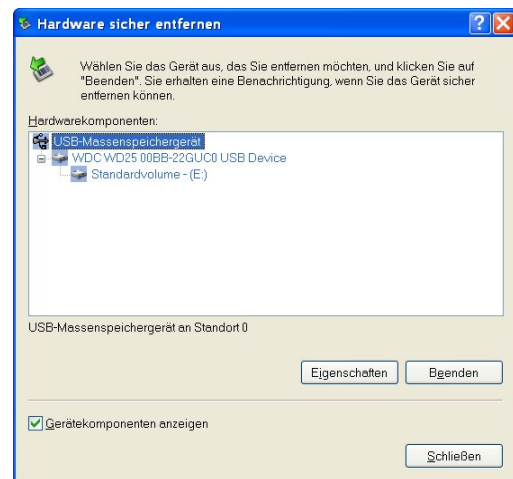 Hardware sicher entfernen
Wählen Sie das Gerät aus, das Sie entfernen möchten, und klicken Sie auf
"Beenden". Sie erhalten eine Benachrichtigung, wenn Sie das Gerät sicher
entfernen können.
Hardwarekomponenten:
USB-Massenspeichergerät
WDC WD25 00BB-22GUC0 USB Device
Standardvolume - (E:)
USB-Massenspeichergerät an Standort 0
Eigenschaften Beenden
Gerätekomponenten anzeigen
Schließen